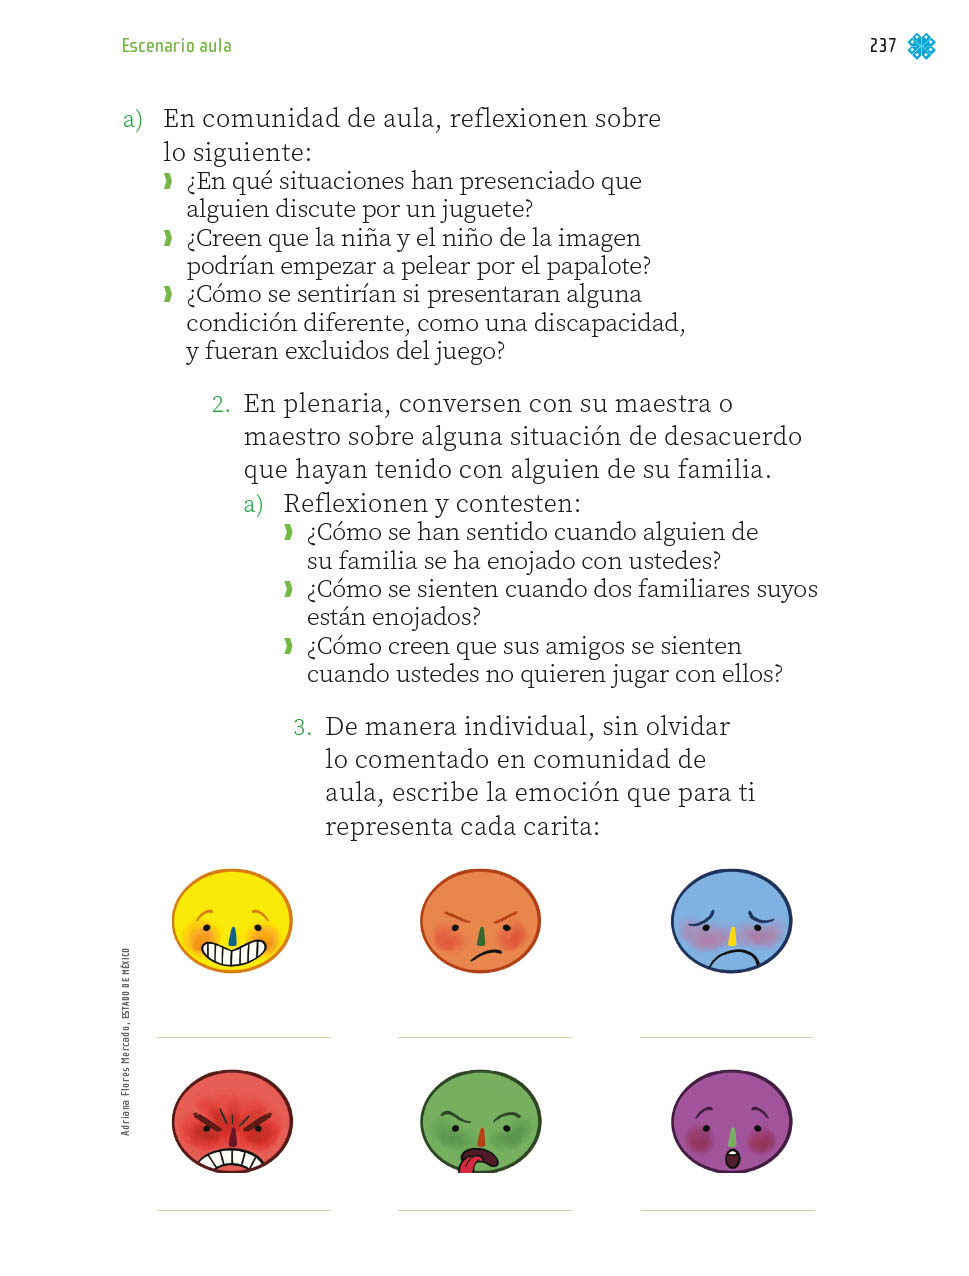 Escenario aula
237
a) En comunidad de aula, reflexionen sobre
lo siguiente:
¿En qué situaciones han presenciado que
alguien discute por un juguete?
¿Creen que la niña y el niño de la imagen
podrían empezar a pelear por el papalote?
¿Cómo se sentirían si presentaran alguna
condición diferente, como una discapacidad,
y fueran excluidos del juego?
2. En plenaria, conversen con su maestra o
maestro sobre alguna situación de desacuerdo
que hayan tenido con alguien de su familia.
a) Reflexionen y contesten:
¿Cómo se han sentido cuando alguien de
su familia se ha enojado con ustedes?
¿Cómo se sienten cuando dos familiares suyos
están enojados?
¿Cómo creen que sus amigos se sienten
cuando ustedes no quieren jugar con ellos?
3. De manera individual, sin olvidar
lo comentado en comunidad de
aula, escribe la emoción que para ti
representa cada carita:
Adriana Flores Mercado, ESTADO DE MÉXICO